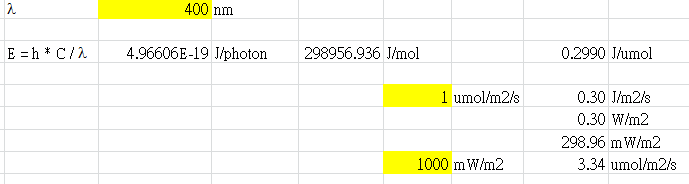 λ 400 nm
E = h * C / λ 4.96606E-19 J/photon 298956.936 J/mol 0.2990 J/umol
1 umol/m2/s 0.30 J/m2/s
0.30 W/m2
298.96 mW/m2
1000 mW/m2 3.34 umol/m2/s